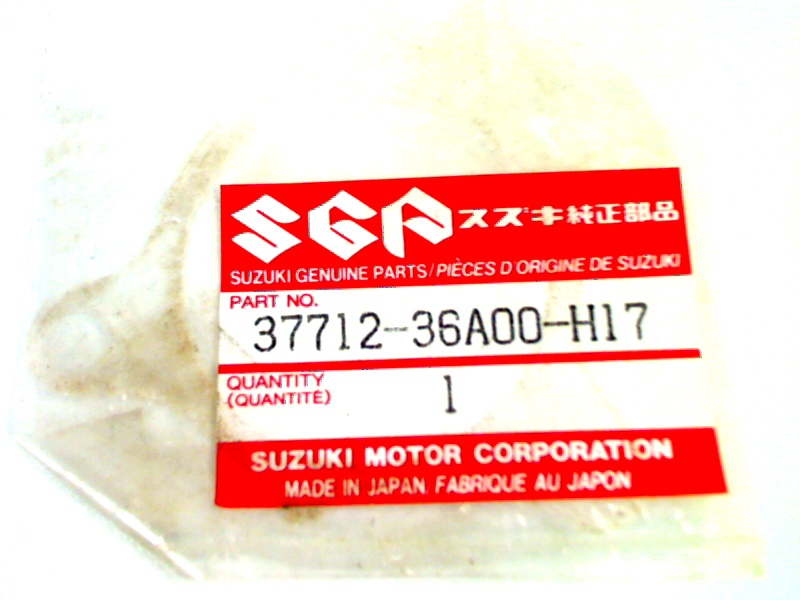 SGP スズキ純正部品
SUZUKI GENUINE PARTS/PIÈCES D'ORIGINE DE SUZUKI
PART NO.
37712-36A00-H17
QUANTITY 1
(QUANTITÉ)
SUZUKI MOTOR CORPORATION
MADE IN JAPAN FABRIQUE AU JAPON